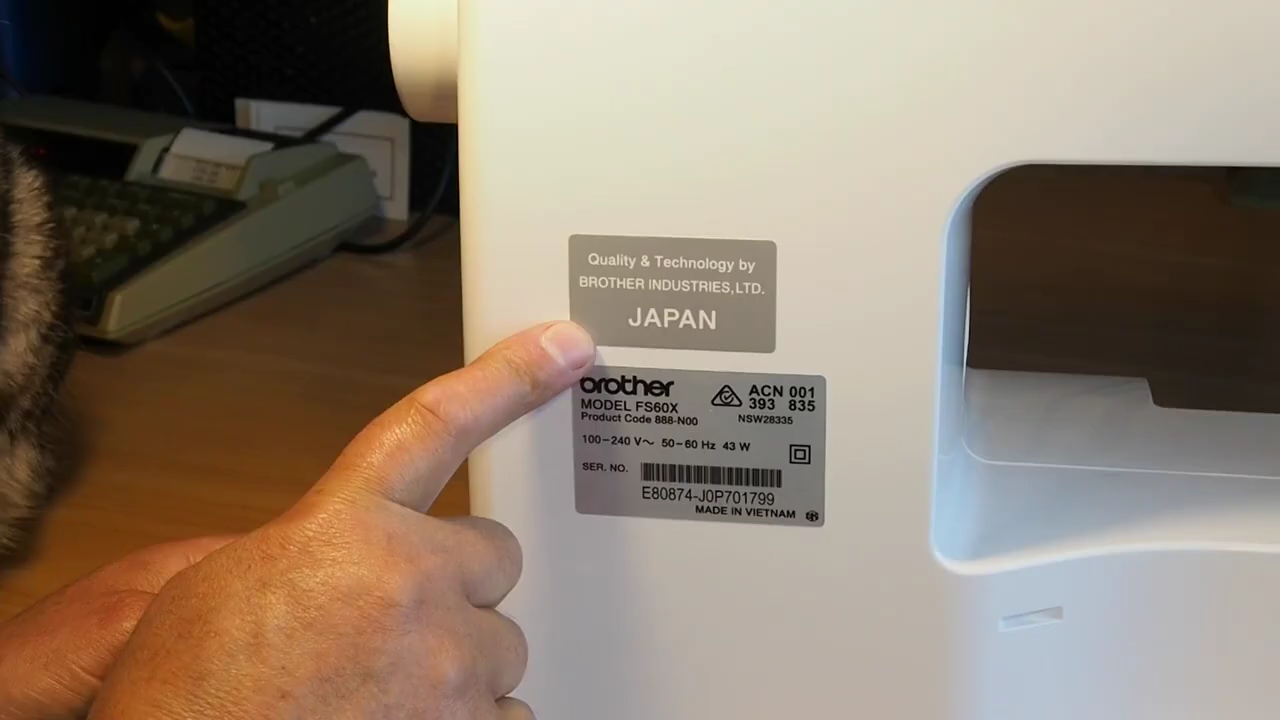 Quality & Technology by
BROTHER INDUSTRIES,LTD.
JAPAN
brother
MODEL FS60X
Product Code 888-N00
ACN 001
393 835
NSW28335
100-240 V~ 50-60 Hz 43 W
SER. NO.
E80874-J0P701799
MADE IN VIETNAM